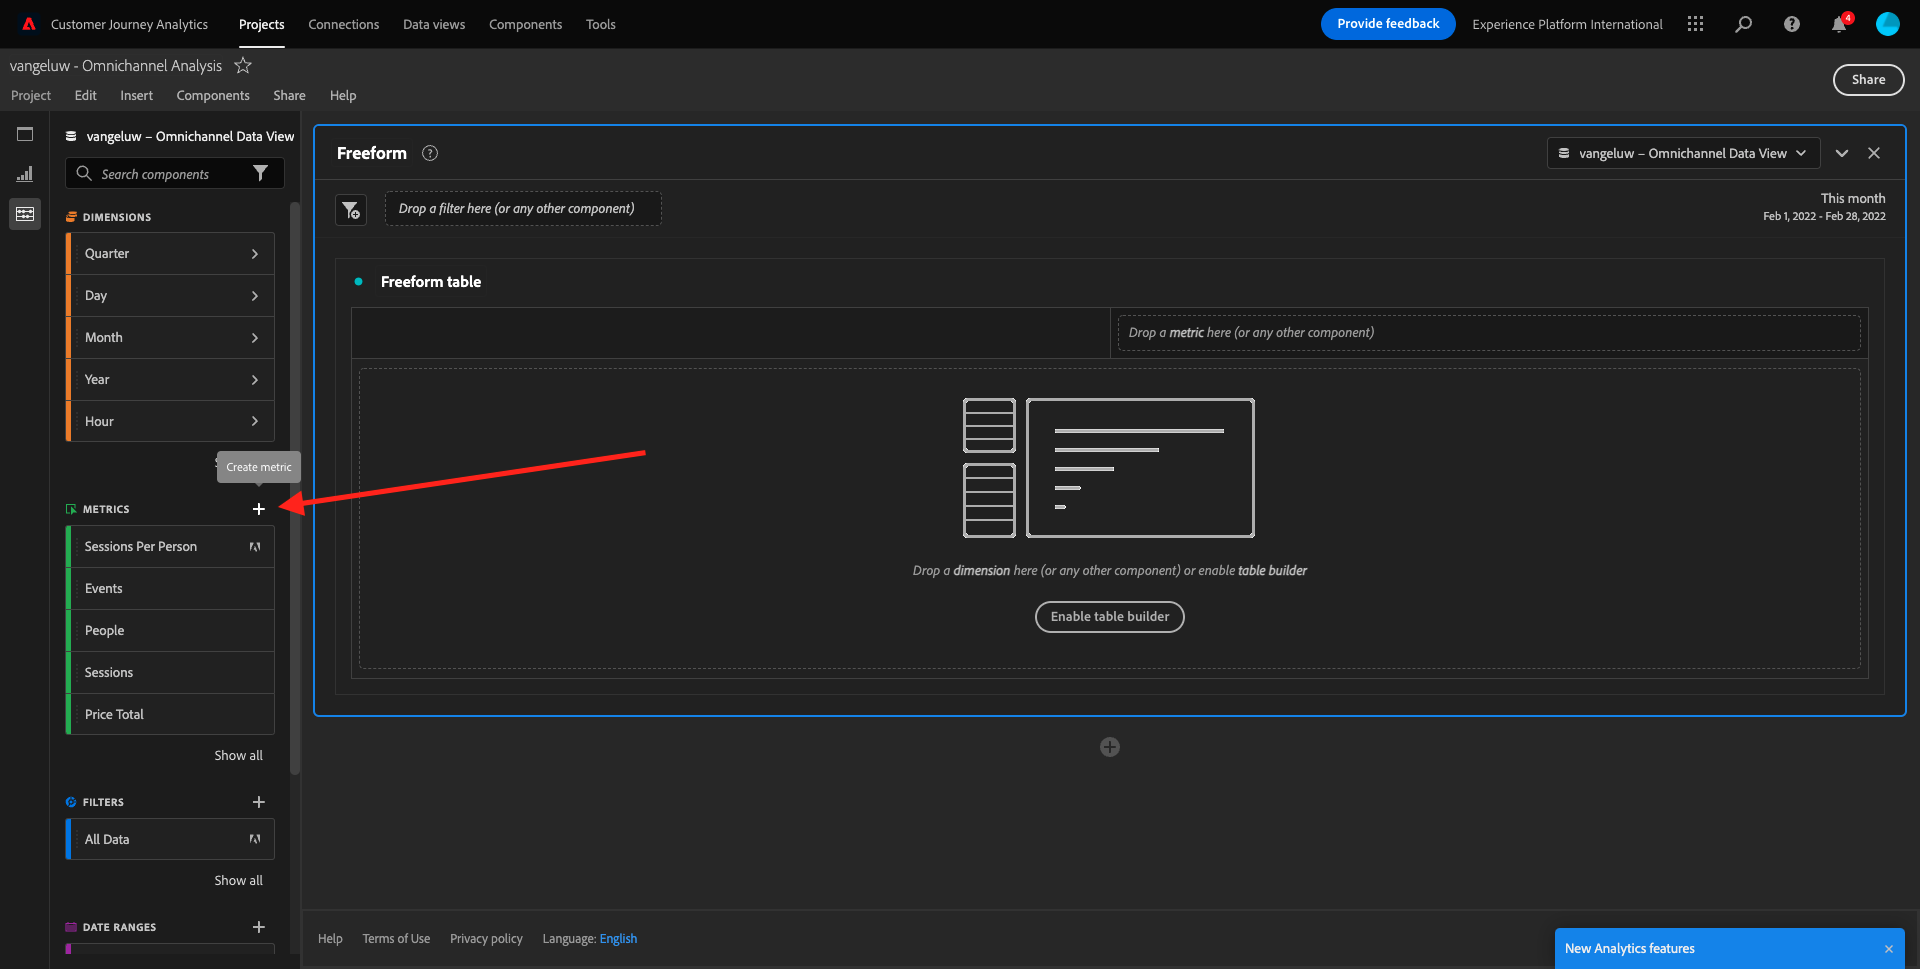 Customer Journey Analytics
Projects
Connections
Data views
Components
Tools
Provide feedback
Experience Platform International
4
vangeluw - Omnichannel Analysis
Project
Edit
Insert
Components
Share
Help
Share
vangeluw – Omnichannel Data View
Search components
DIMENSIONS
Quarter
Day
Month
Year
Hour
Create metric
METRICS
Sessions Per Person
Events
People
Sessions
Price Total
Show all
FILTERS
All Data
Show all
DATE RANGES
Freeform
vangeluw – Omnichannel Data View
Drop a filter here (or any other component)
This month
Feb 1, 2022 - Feb 28, 2022
Freeform table
Drop a metric here (or any other component)
Drop a dimension here (or any other component) or enable table builder
Enable table builder
Help
Terms of Use
Privacy policy
Language: English
New Analytics features